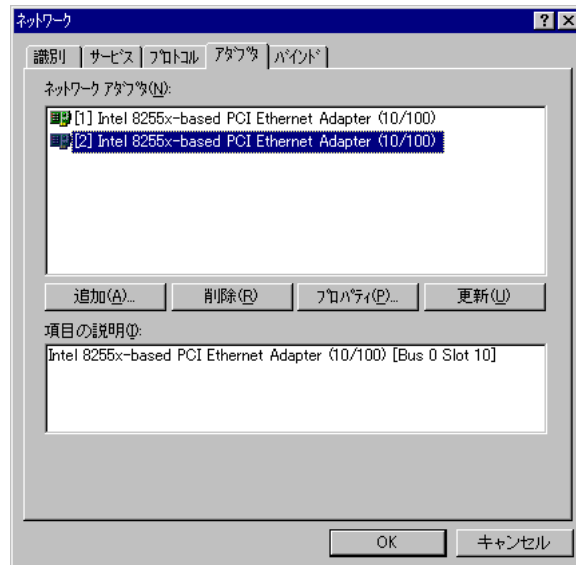 ネットワーク
識別 サービス プロトコル アダプタ バインド
ネットワーク アダプタ(N):
[1] Intel 8255x-based PCI Ethernet Adapter (10/100)
[2] Intel 8255x-based PCI Ethernet Adapter (10/100)
追加(A)... 削除(R) プロパティ(P)... 更新(U)
項目の説明(I):
Intel 8255x-based PCI Ethernet Adapter (10/100) [Bus 0 Slot 10]
OK キャンセル